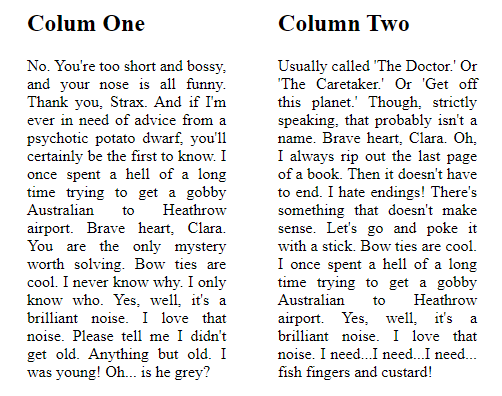 Colum One
No. You're too short and bossy,
and your nose is all funny.
Thank you, Strax. And if I'm
ever in need of advice from a
psychotic potato dwarf, you'll
certainly be the first to know. I
once spent a hell of a long
time trying to get a gobby
Australian to Heathrow
airport. Brave heart, Clara.
You are the only mystery
worth solving. Bow ties are
cool. I never know why. I only
know who. Yes, well, it's a
brilliant noise. I love that
noise. Please tell me I didn't
get old. Anything but old. I
was young! Oh... is he grey?
Column Two
Usually called 'The Doctor.' Or
'The Caretaker.' Or 'Get off
this planet.' Though, strictly
speaking, that probably isn't a
name. Brave heart, Clara. Oh,
I always rip out the last page
of a book. Then it doesn't have
to end. I hate endings! There's
something that doesn't make
sense. Let's go and poke it
with a stick. Bow ties are cool.
I once spent a hell of a long
time trying to get a gobby
Australian to Heathrow
airport. Yes, well, it's a
brilliant noise. I love that
noise. I need...I need...I need...
fish fingers and custard!